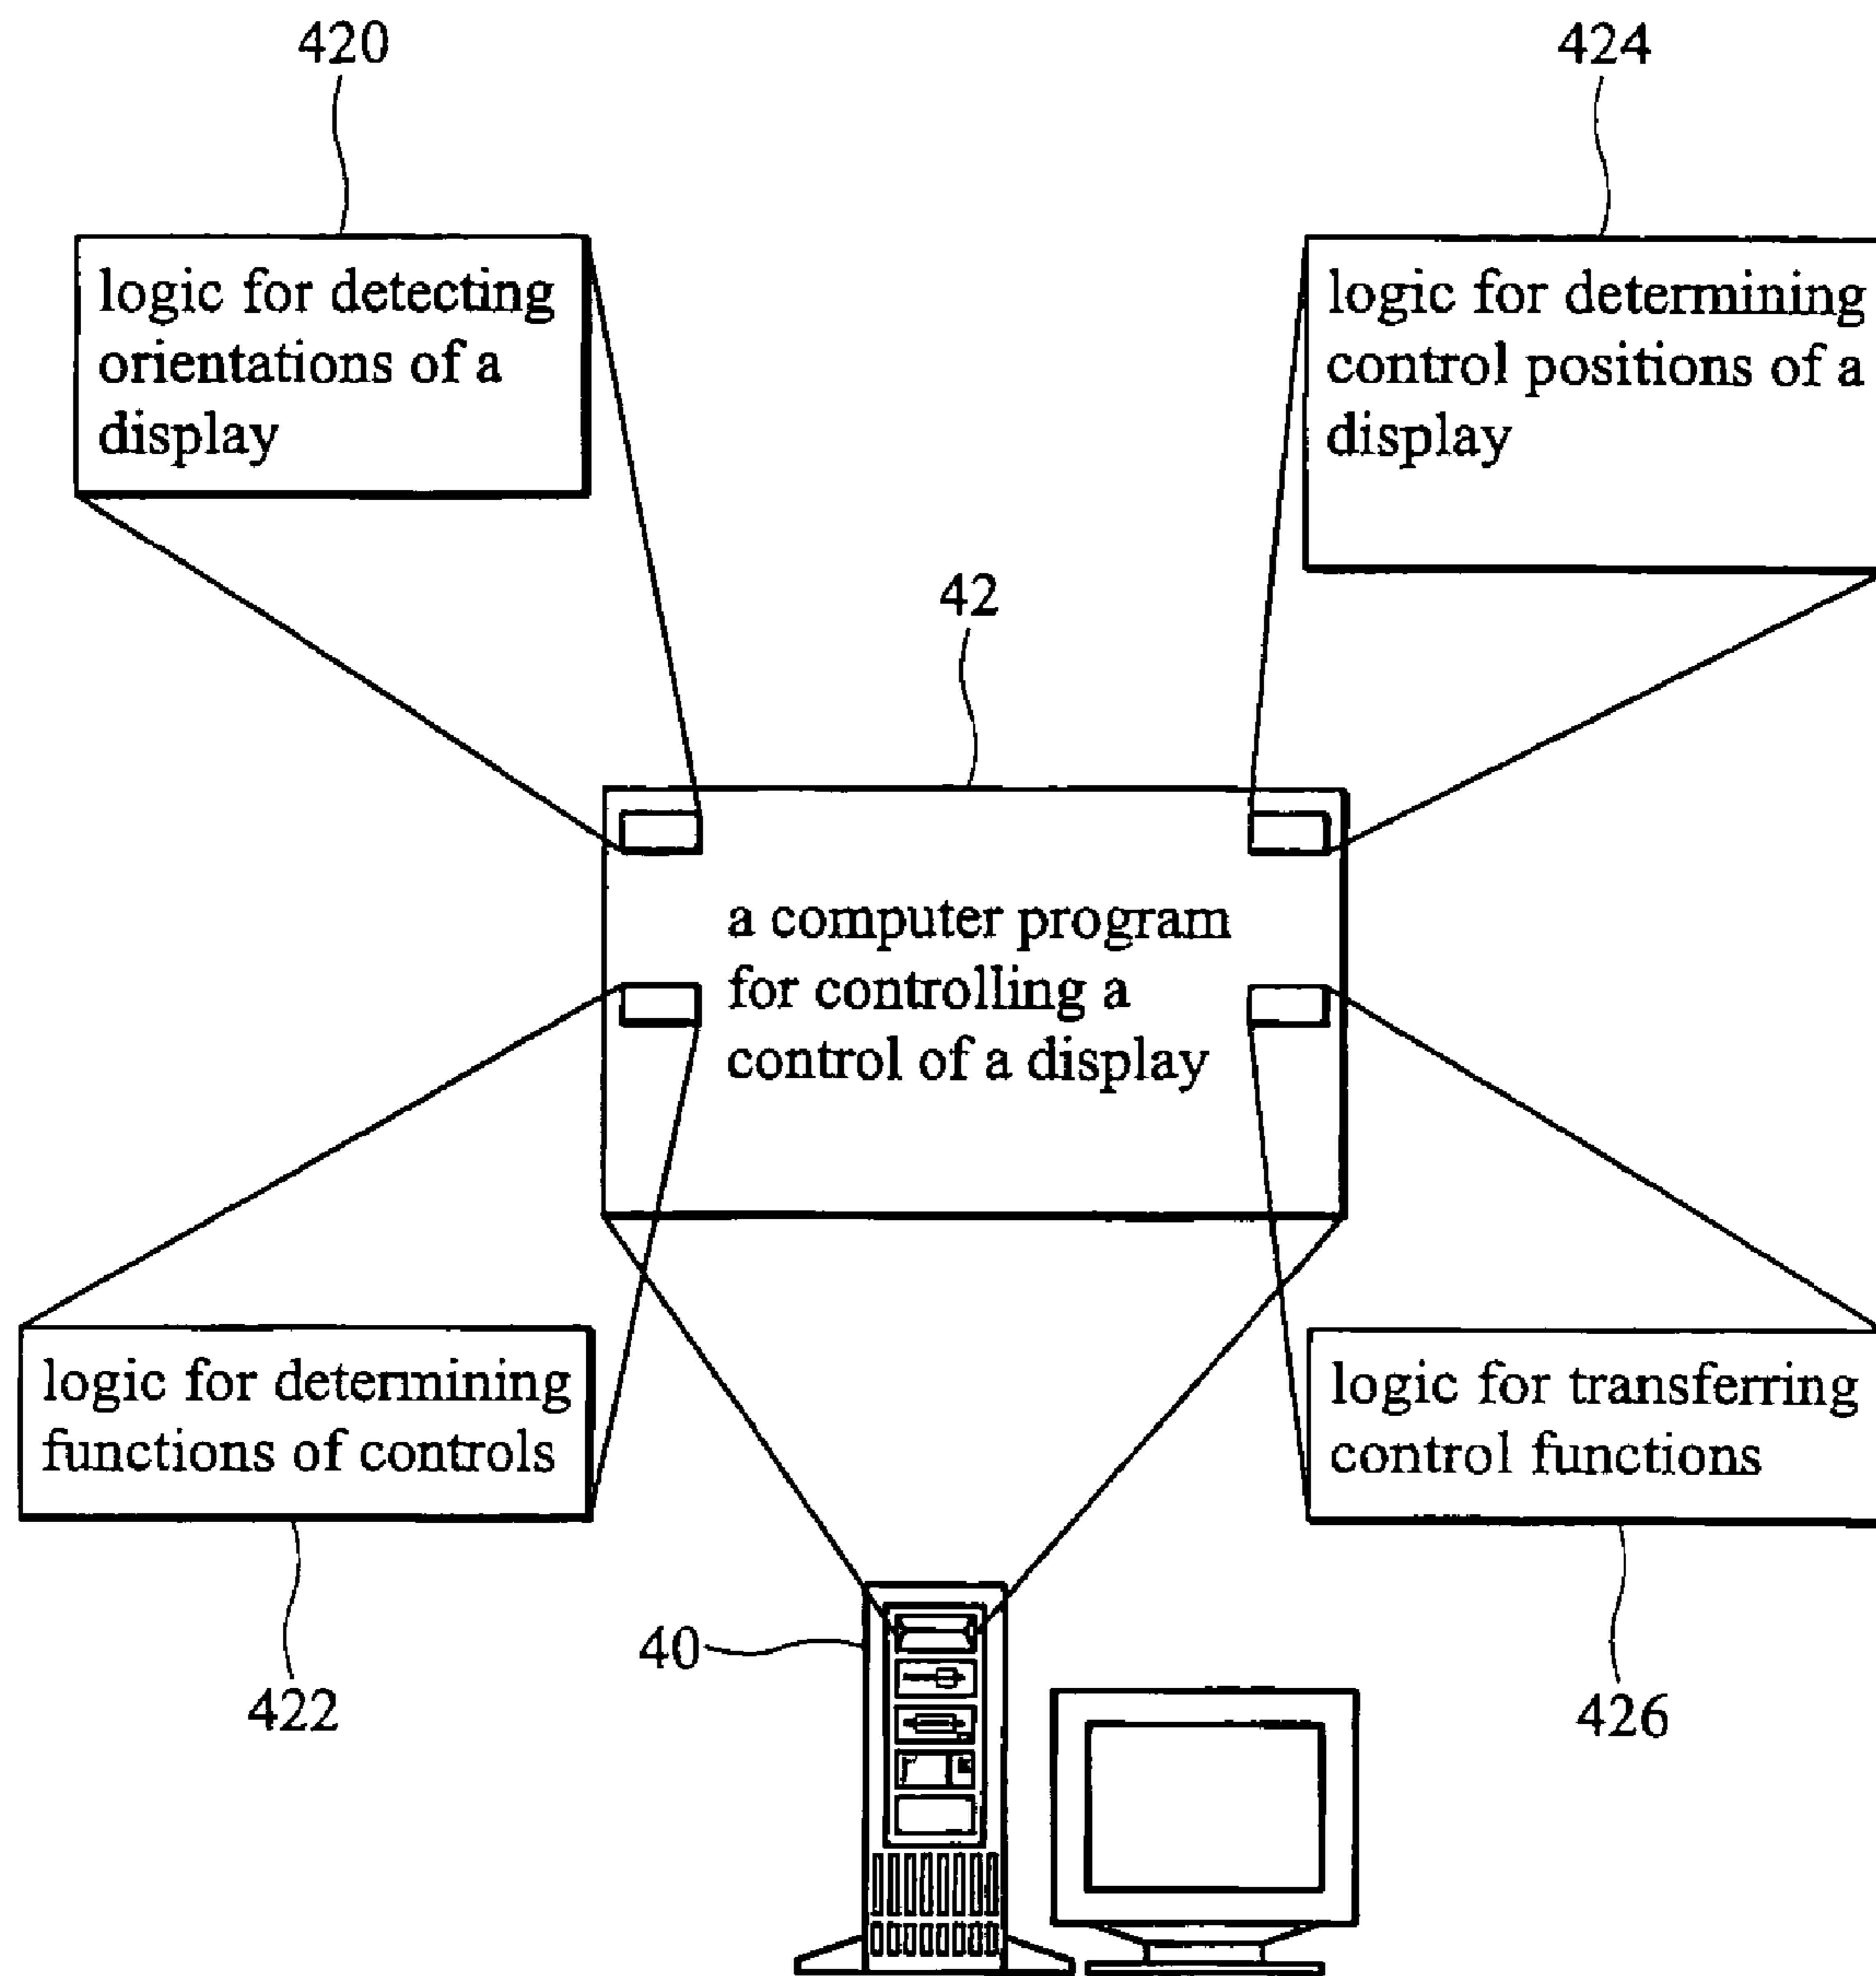 420
424
logic for detecting
orientations of a
display
logic for determining
control positions of a
display
42
a computer program
for controlling a
control of a display
logic for determining
functions of controls
logic for transferring
control functions
40
422
426